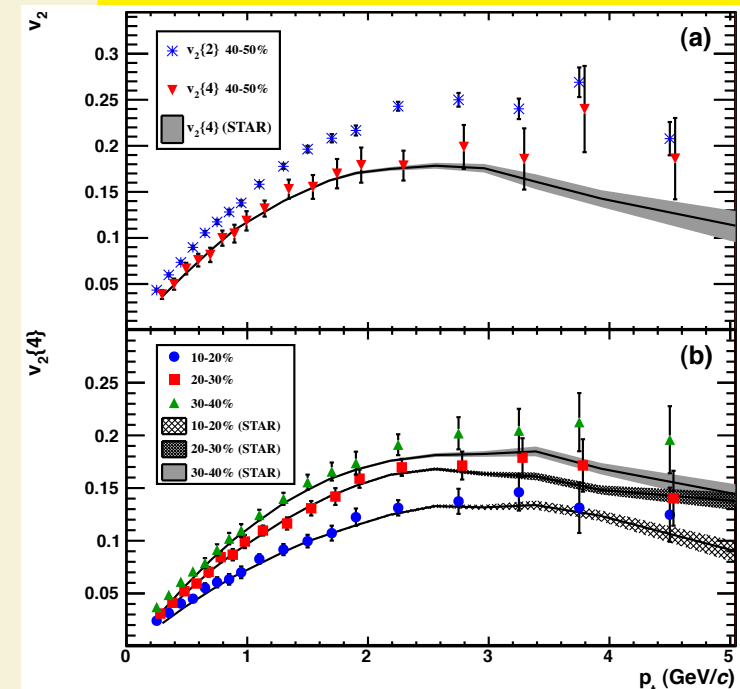 v2
0.3
0.25
0.2
0.15
0.1
0.05
(a)
v2{2} 40-50%
v2{4} 40-50%
v2{4} (STAR)
v2{4}
0.25
0.2
0.15
0.1
0.05
(b)
10-20%
20-30%
30-40%
10-20% (STAR)
20-30% (STAR)
30-40% (STAR)
0 1 2 3 4 5
p (GeV/c)